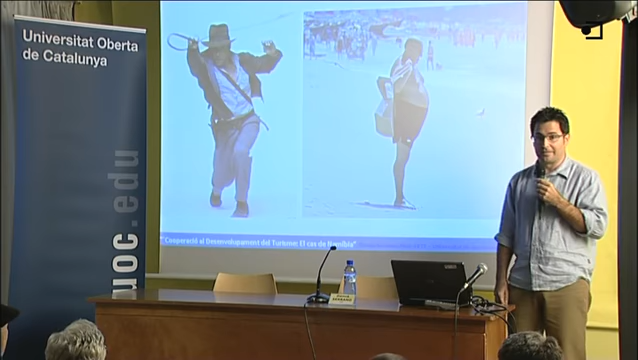 Universitat Oberta
de Catalunya
uoc.edu
"Cooperació al Desenvolupament del Turisme: El cas de Namíbia"